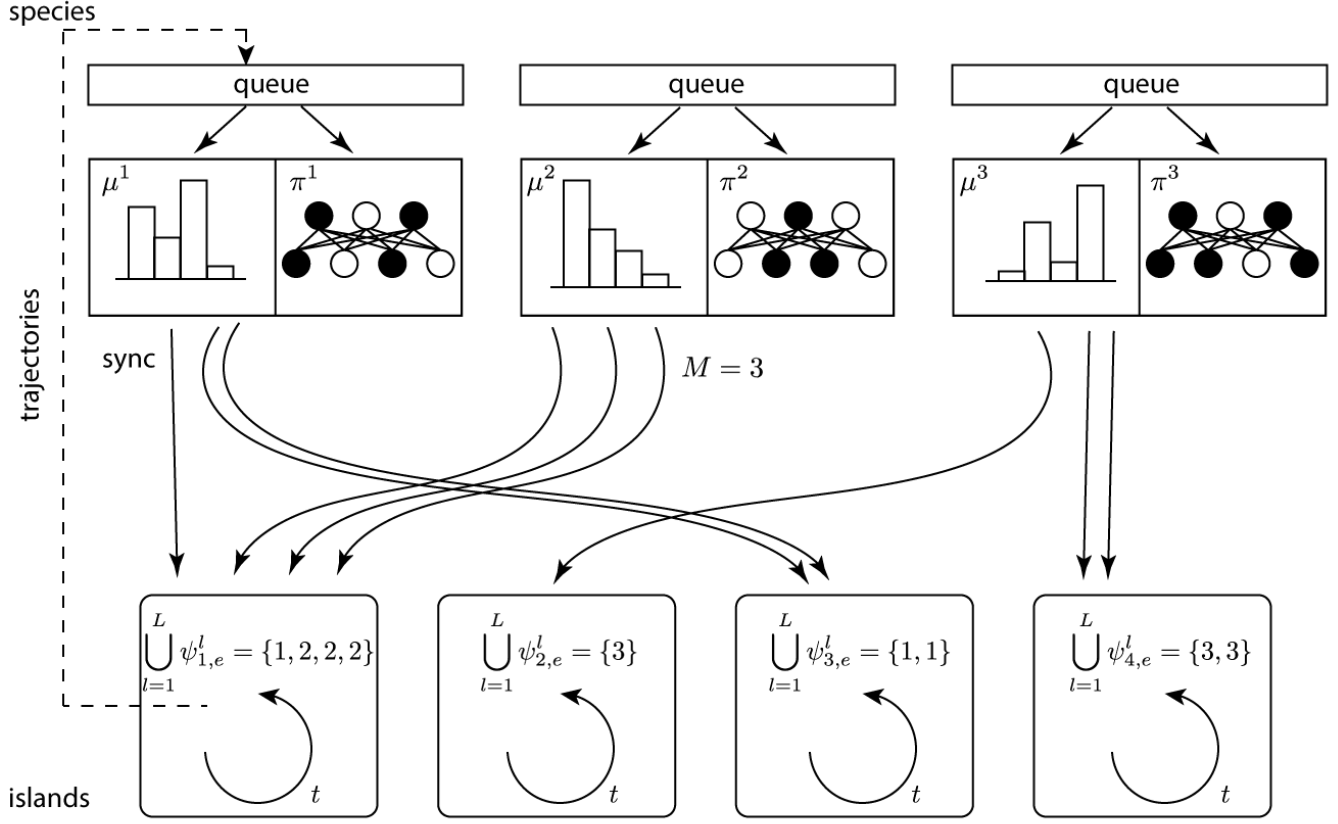 species
queue queue queue
μ¹ π¹ μ² π² μ³ π³
trajectories
sync
M = 3
⋃_{l=1}^{L} ψ^l_{1,e} = {1, 2, 2, 2}
⋃_{l=1}^{L} ψ^l_{2,e} = {3}
⋃_{l=1}^{L} ψ^l_{3,e} = {1, 1}
⋃_{l=1}^{L} ψ^l_{4,e} = {3, 3}
t t t t
islands